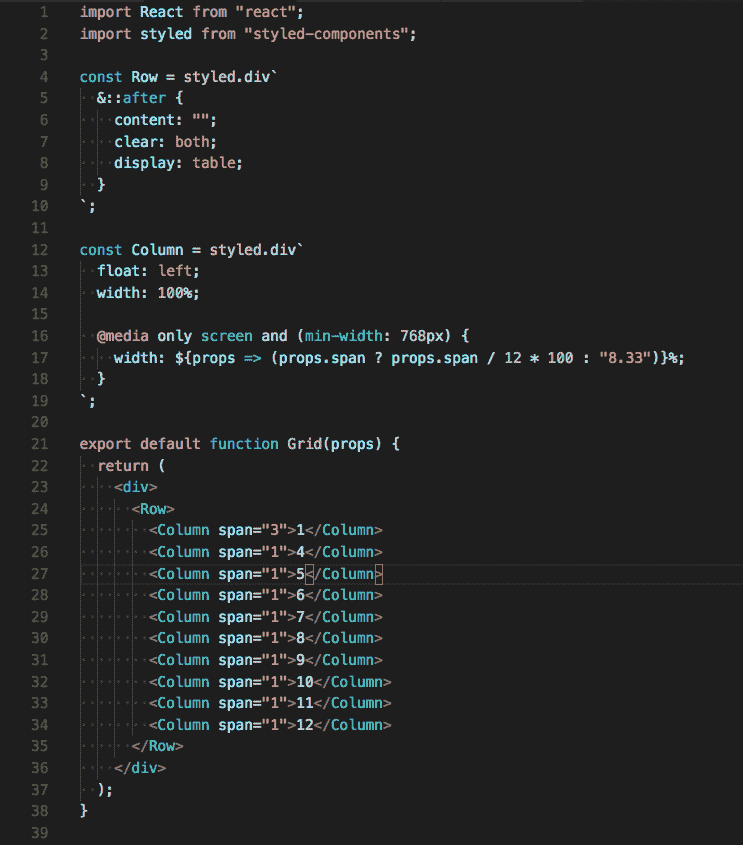 1 import React from "react";
2 import styled from "styled-components";
3
4 const Row = styled.div`
5   &::after {
6     content: "";
7     clear: both;
8     display: table;
9   }
10 `;
11
12 const Column = styled.div`
13   float: left;
14   width: 100%;
15
16   @media only screen and (min-width: 768px) {
17     width: ${props => (props.span ? props.span / 12 * 100 : "8.33")}%;
18   }
19 `;
20
21 export default function Grid(props) {
22   return (
23     <div>
24       <Row>
25         <Column span="3">1</Column>
26         <Column span="1">4</Column>
27         <Column span="1">5</Column>
28         <Column span="1">6</Column>
29         <Column span="1">7</Column>
30         <Column span="1">8</Column>
31         <Column span="1">9</Column>
32         <Column span="1">10</Column>
33         <Column span="1">11</Column>
34         <Column span="1">12</Column>
35       </Row>
36     </div>
37   );
38 }
39